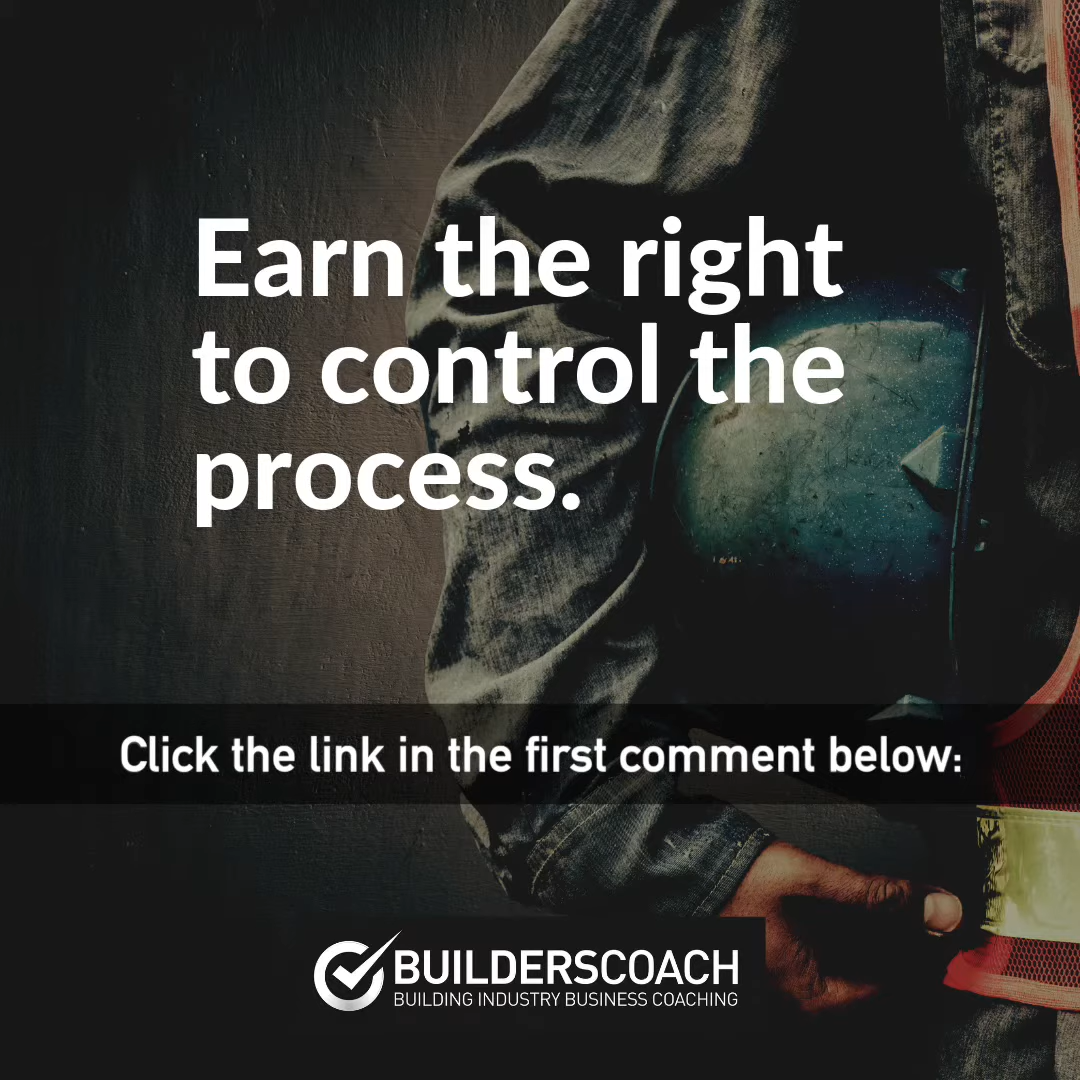 Earn the right
to control the
process.
Click the link in the first comment below:
BUILDERSCOACH
BUILDING INDUSTRY BUSINESS COACHING